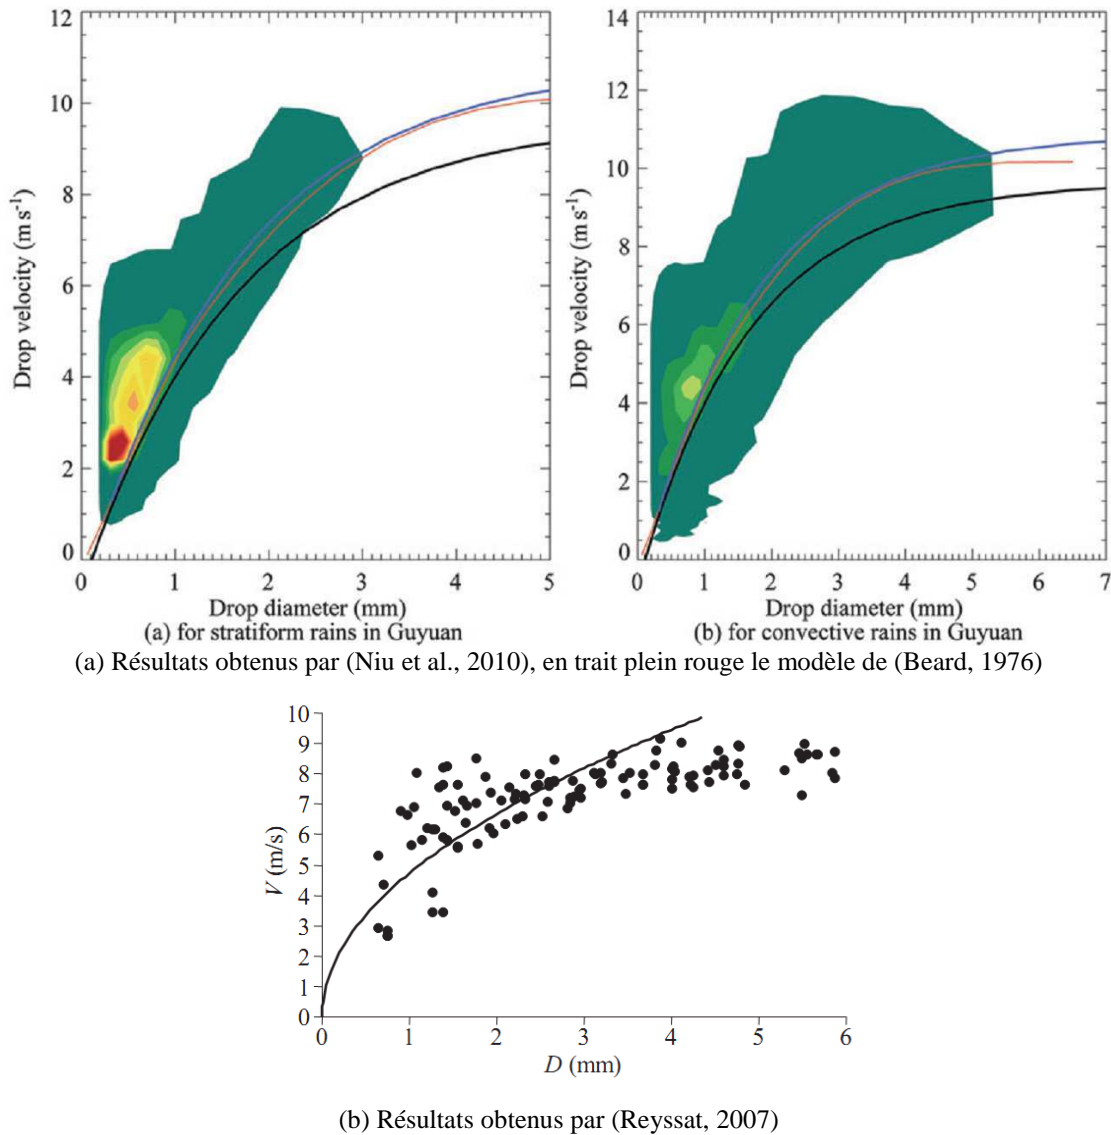 12
10
8
6
4
2
0
Drop velocity (m s-1)
0 1 2 3 4 5
Drop diameter (mm)
(a) for stratiform rains in Guyuan
14
12
10
8
6
4
2
0
Drop velocity (m s-1)
0 1 2 3 4 5 6 7
Drop diameter (mm)
(b) for convective rains in Guyuan
(a) Résultats obtenus par (Niu et al., 2010), en trait plein rouge le modèle de (Beard, 1976)
10
9
8
7
6
5
4
3
2
1
0
V (m/s)
0 1 2 3 4 5 6
D (mm)
(b) Résultats obtenus par (Reyssat, 2007)